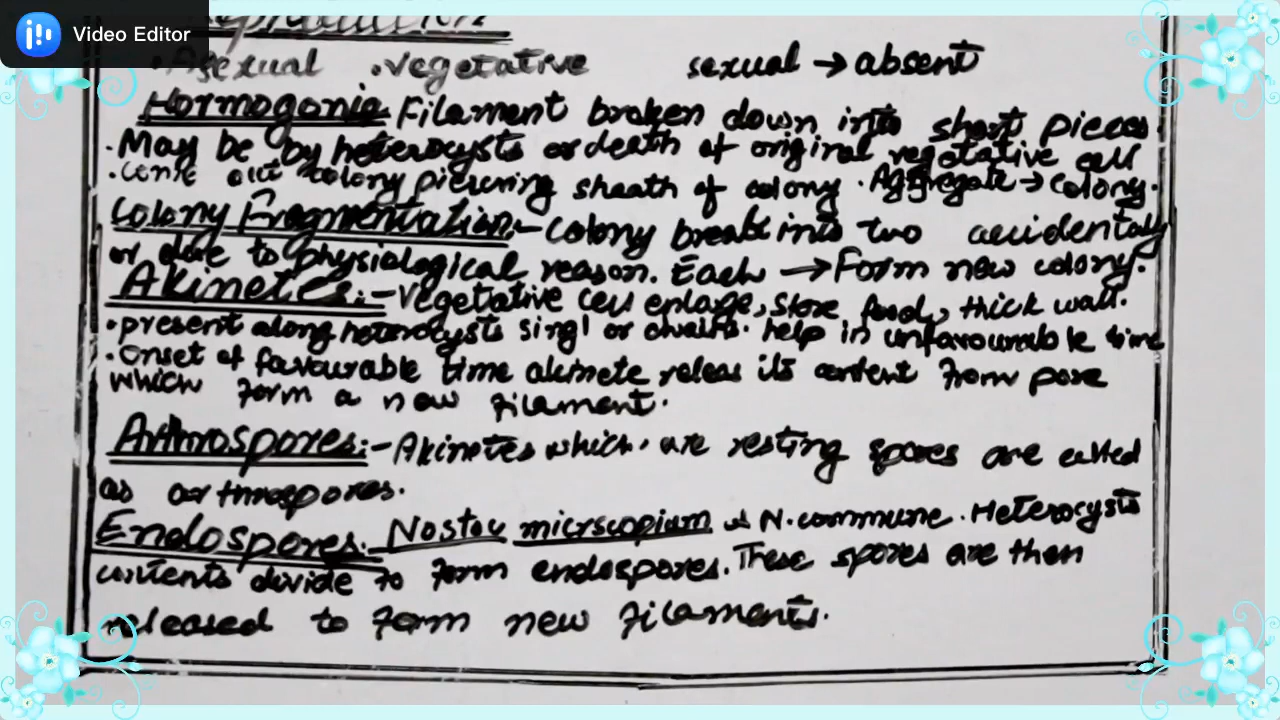 Video Editor
Reproduction
• Asexual • vegetative sexual → absent
Hormogonia Filament broken down into short pieces
. May be by heterocysts or death of original vegetative cell
. come out colony piercing sheath of colony . Aggregate → colony.
Colony Fragmentation:- Colony break into two accidentaly
or due to physiological reason. Each → Form new colony.
Akinetes:- Vegetative cell enlage, store food, thick wall.
• present along heterocysts singl or chains. help in unfavourable time
. Onset of favourable time akinete releas its content from pore
which form a new filament.
Arthrospores:- Akinetes which are resting spores are called
as arthrospores.
Endospores:- Nostoc micrscopium & N. commune. Heterocysts
contents divide to form endospores. These spores are then
released to form new filaments.